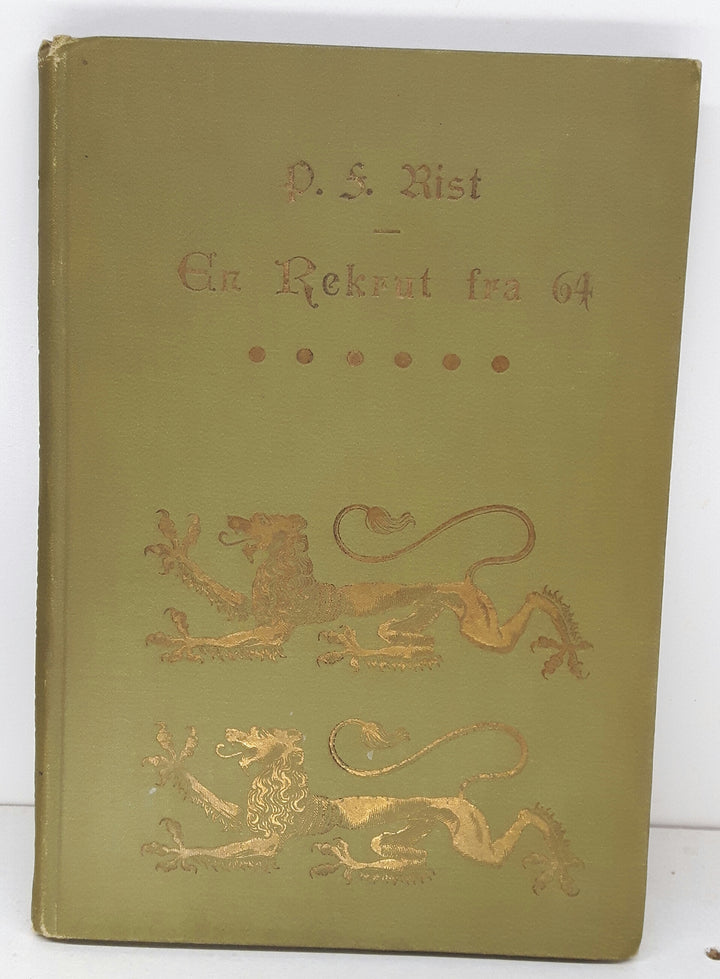 P. F. Rist
En Rekrut fra 64